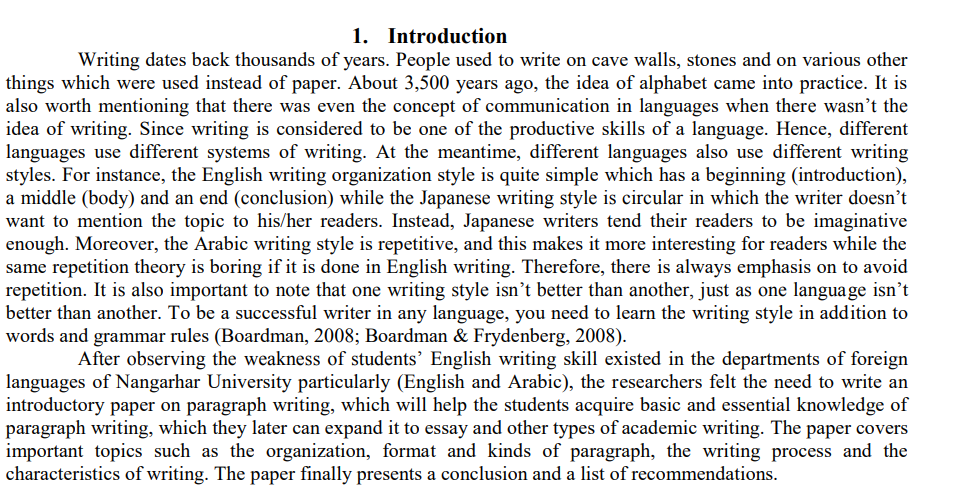 1. Introduction
Writing dates back thousands of years. People used to write on cave walls, stones and on various other
things which were used instead of paper. About 3,500 years ago, the idea of alphabet came into practice. It is
also worth mentioning that there was even the concept of communication in languages when there wasn’t the
idea of writing. Since writing is considered to be one of the productive skills of a language. Hence, different
languages use different systems of writing. At the meantime, different languages also use different writing
styles. For instance, the English writing organization style is quite simple which has a beginning (introduction),
a middle (body) and an end (conclusion) while the Japanese writing style is circular in which the writer doesn’t
want to mention the topic to his/her readers. Instead, Japanese writers tend their readers to be imaginative
enough. Moreover, the Arabic writing style is repetitive, and this makes it more interesting for readers while the
same repetition theory is boring if it is done in English writing. Therefore, there is always emphasis on to avoid
repetition. It is also important to note that one writing style isn’t better than another, just as one language isn’t
better than another. To be a successful writer in any language, you need to learn the writing style in addition to
words and grammar rules (Boardman, 2008; Boardman & Frydenberg, 2008).
After observing the weakness of students’ English writing skill existed in the departments of foreign
languages of Nangarhar University particularly (English and Arabic), the researchers felt the need to write an
introductory paper on paragraph writing, which will help the students acquire basic and essential knowledge of
paragraph writing, which they later can expand it to essay and other types of academic writing. The paper covers
important topics such as the organization, format and kinds of paragraph, the writing process and the
characteristics of writing. The paper finally presents a conclusion and a list of recommendations.